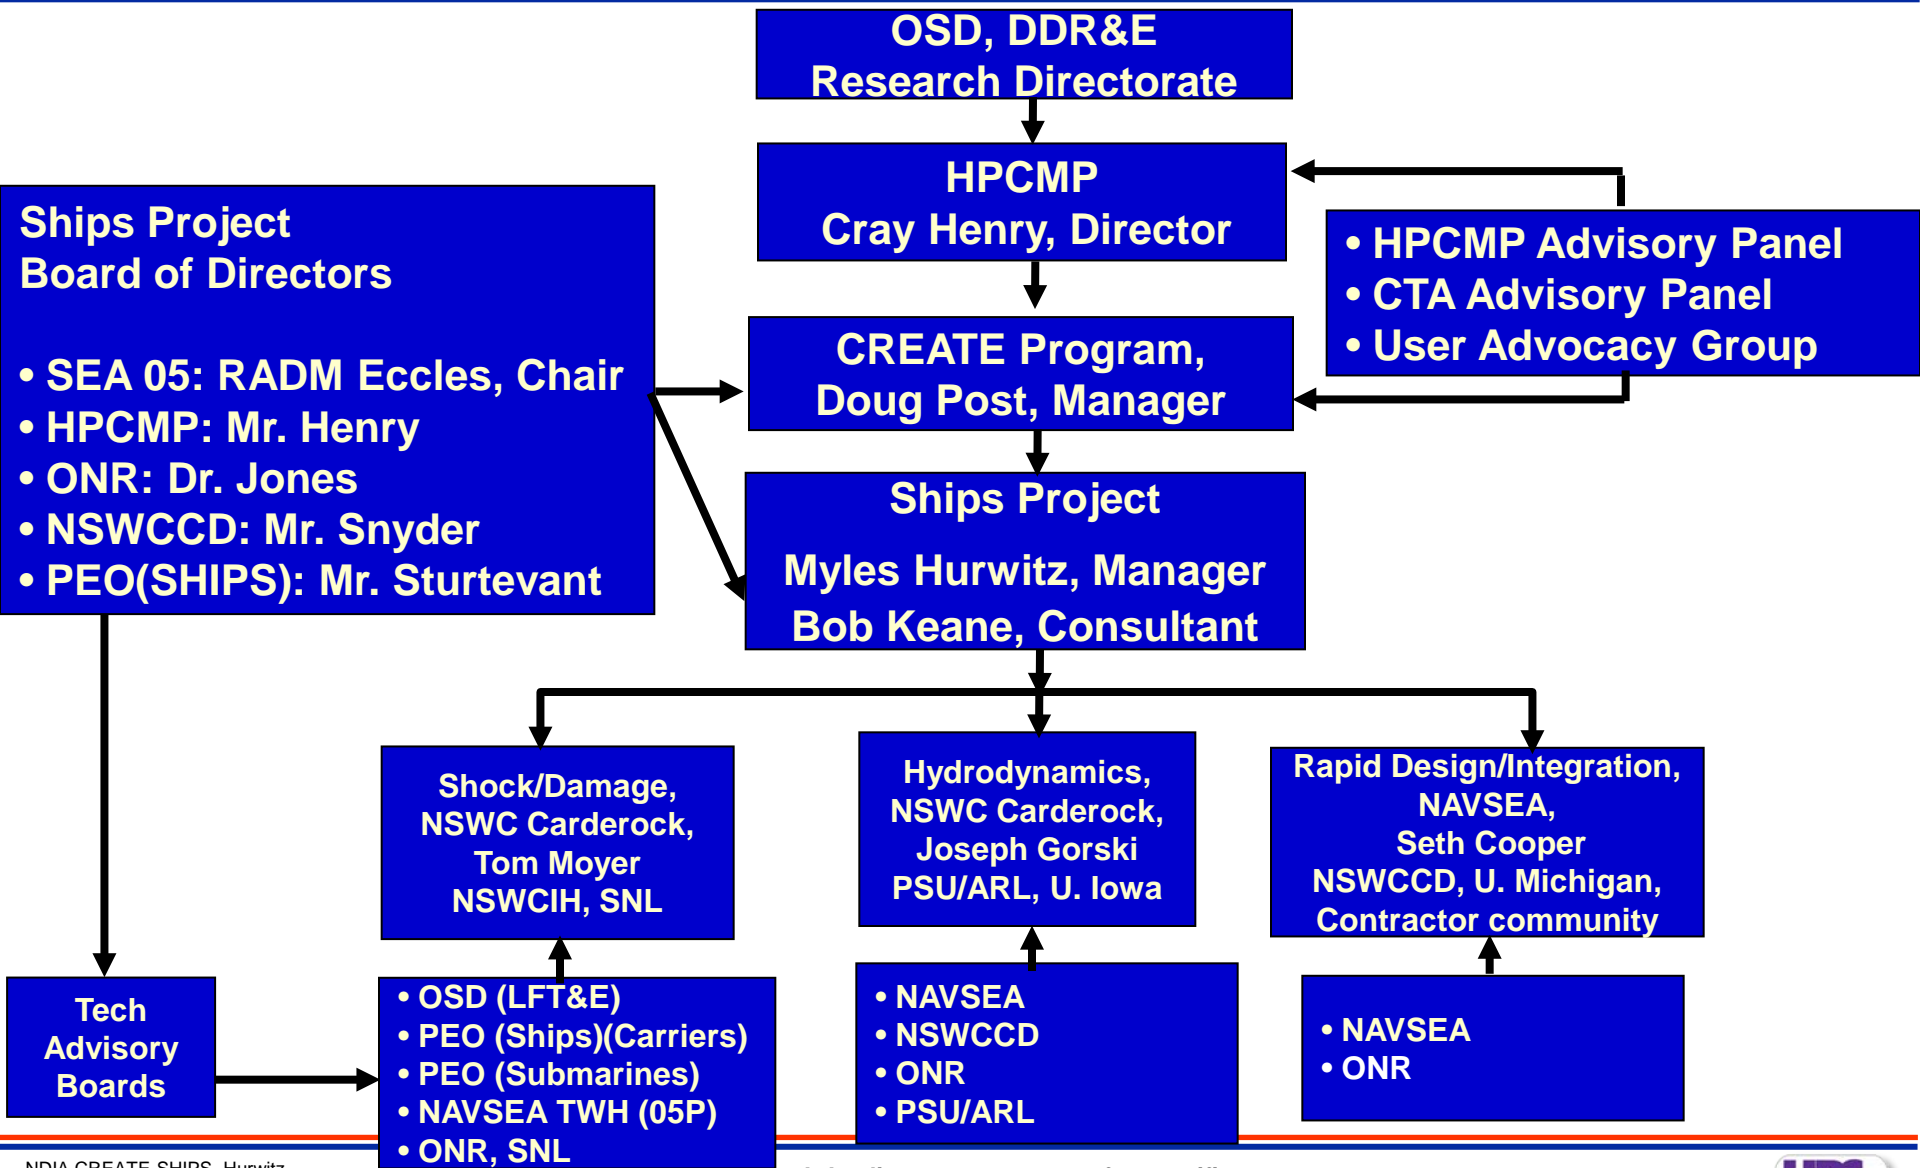 OSD, DDR&E
Research Directorate
HPCMP
Cray Henry, Director
Ships Project
Board of Directors
• SEA 05: RADM Eccles, Chair
• HPCMP: Mr. Henry
• ONR: Dr. Jones
• NSWCCD: Mr. Snyder
• PEO(SHIPS): Mr. Sturtevant
• HPCMP Advisory Panel
• CTA Advisory Panel
• User Advocacy Group
CREATE Program,
Doug Post, Manager
Ships Project
Myles Hurwitz, Manager
Bob Keane, Consultant
Shock/Damage,
NSWC Carderock,
Tom Moyer
NSWCIH, SNL
Hydrodynamics,
NSWC Carderock,
Joseph Gorski
PSU/ARL, U. Iowa
Rapid Design/Integration,
NAVSEA,
Seth Cooper
NSWCCD, U. Michigan,
Contractor community
Tech
Advisory
Boards
• OSD (LFT&E)
• PEO (Ships)(Carriers)
• PEO (Submarines)
• NAVSEA TWH (05P)
• ONR, SNL
• NAVSEA
• NSWCCD
• ONR
• PSU/ARL
• NAVSEA
• ONR
NDIA CREATE SHIPS Hurwitz